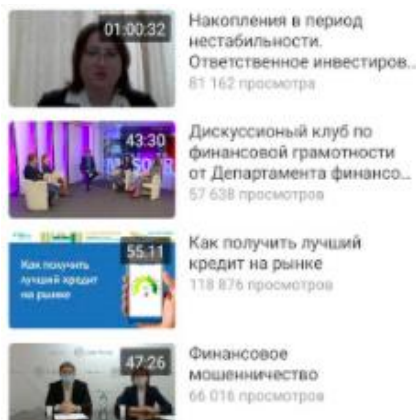 01:00:32
Накопления в период
нестабильности.
Ответственное инвестиров...
81 162 просмотра
43:30
Дискуссионый клуб по
финансовой грамотности
от Департамента финансо...
57 638 просмотров
55:11
Как получить
лучший кредит
на рынке
Как получить лучший
кредит на рынке
118 876 просмотров
47:26
Финансовое
мошенничество
66 016 просмотров